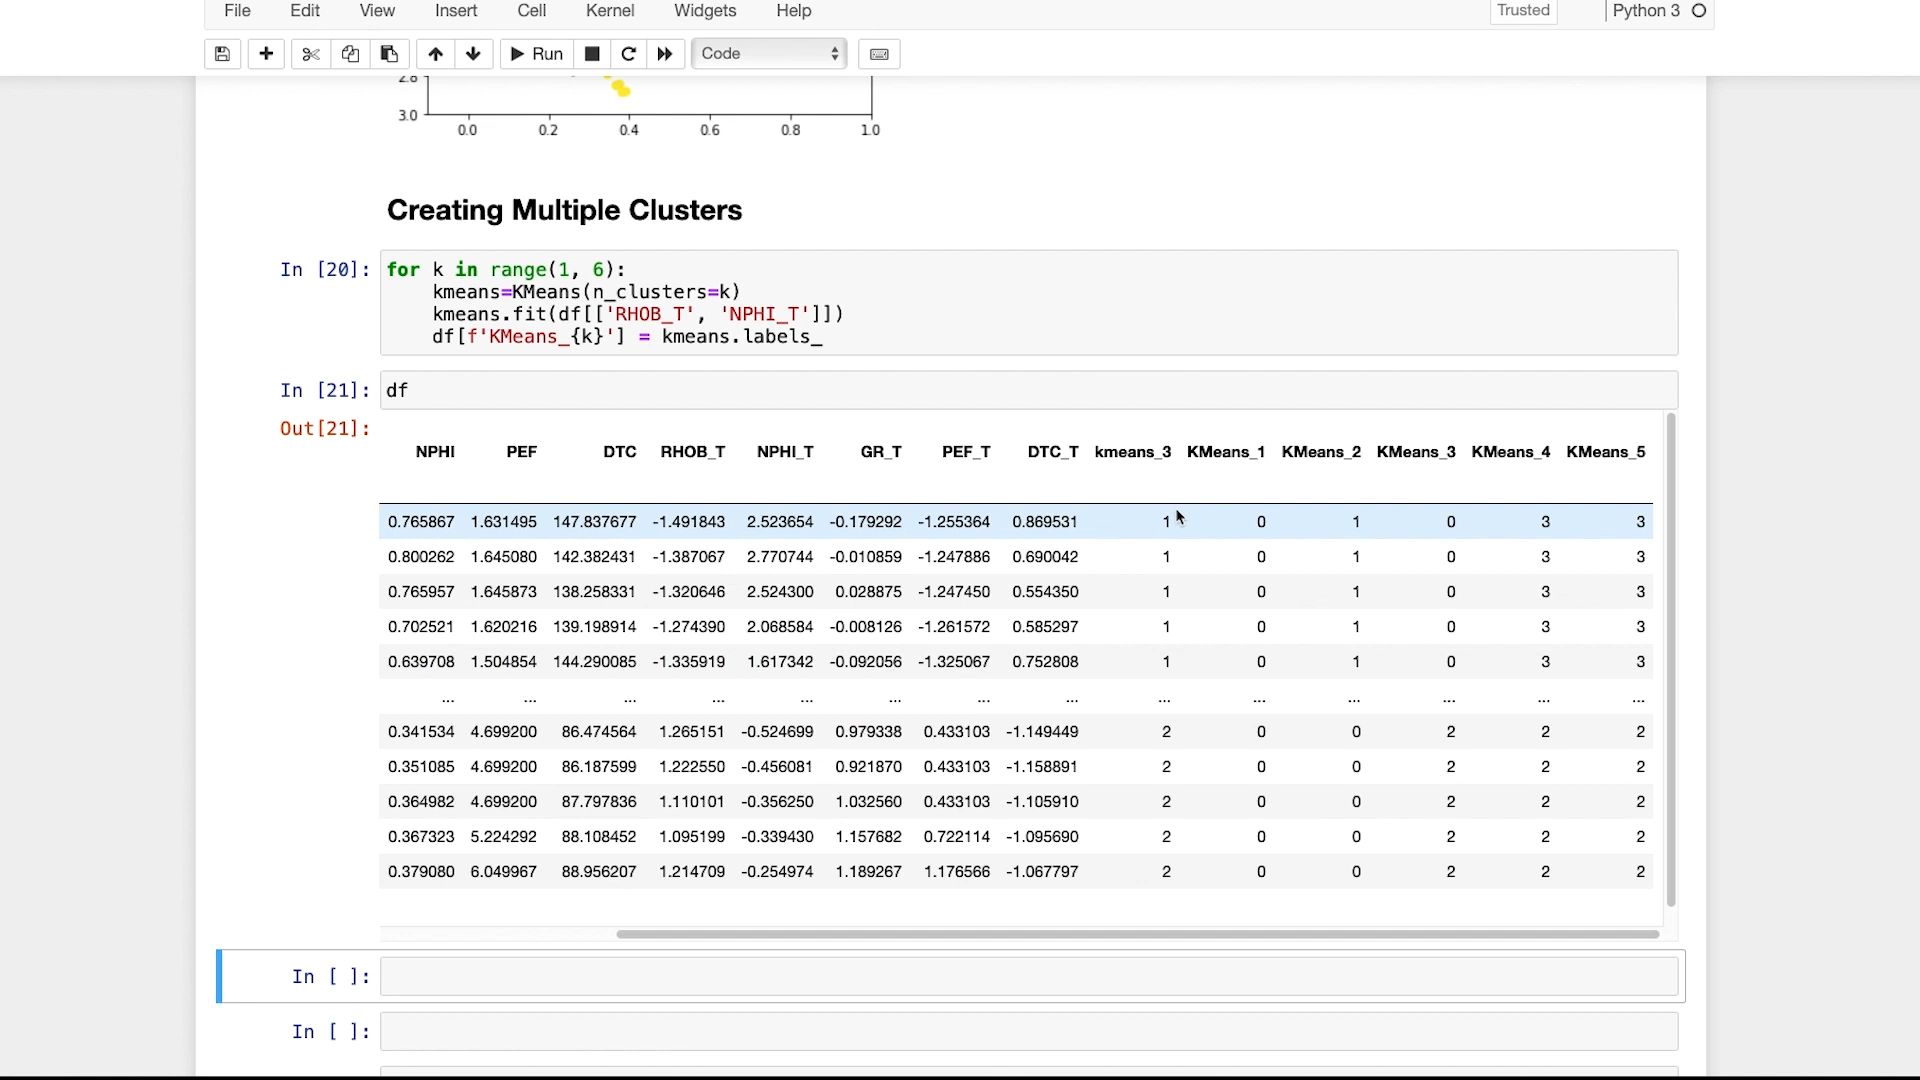 File Edit View Insert Cell Kernel Widgets Help Trusted Python 3
Run Code
2.8
3.0
0.0 0.2 0.4 0.6 0.8 1.0
Creating Multiple Clusters
In [20]: for k in range(1, 6):
kmeans=KMeans(n_clusters=k)
kmeans.fit(df[['RHOB_T', 'NPHI_T']])
df[f'KMeans_{k}'] = kmeans.labels_
In [21]: df
Out[21]:
NPHI PEF DTC RHOB_T NPHI_T GR_T PEF_T DTC_T kmeans_3 KMeans_1 KMeans_2 KMeans_3 KMeans_4 KMeans_5
0.765867 1.631495 147.837677 -1.491843 2.523654 -0.179292 -1.255364 0.869531 1 0 1 0 3 3
0.800262 1.645080 142.382431 -1.387067 2.770744 -0.010859 -1.247886 0.690042 1 0 1 0 3 3
0.765957 1.645873 138.258331 -1.320646 2.524300 0.028875 -1.247450 0.554350 1 0 1 0 3 3
0.702521 1.620216 139.198914 -1.274390 2.068584 -0.008126 -1.261572 0.585297 1 0 1 0 3 3
0.639708 1.504854 144.290085 -1.335919 1.617342 -0.092056 -1.325067 0.752808 1 0 1 0 3 3
... ... ... ... ... ... ... ... ... ... ... ... ... ...
0.341534 4.699200 86.474564 1.265151 -0.524699 0.979338 0.433103 -1.149449 2 0 0 2 2 2
0.351085 4.699200 86.187599 1.222550 -0.456081 0.921870 0.433103 -1.158891 2 0 0 2 2 2
0.364982 4.699200 87.797836 1.110101 -0.356250 1.032560 0.433103 -1.105910 2 0 0 2 2 2
0.367323 5.224292 88.108452 1.095199 -0.339430 1.157682 0.722114 -1.095690 2 0 0 2 2 2
0.379080 6.049967 88.956207 1.214709 -0.254974 1.189267 1.176566 -1.067797 2 0 0 2 2 2
In [ ]:
In [ ]: